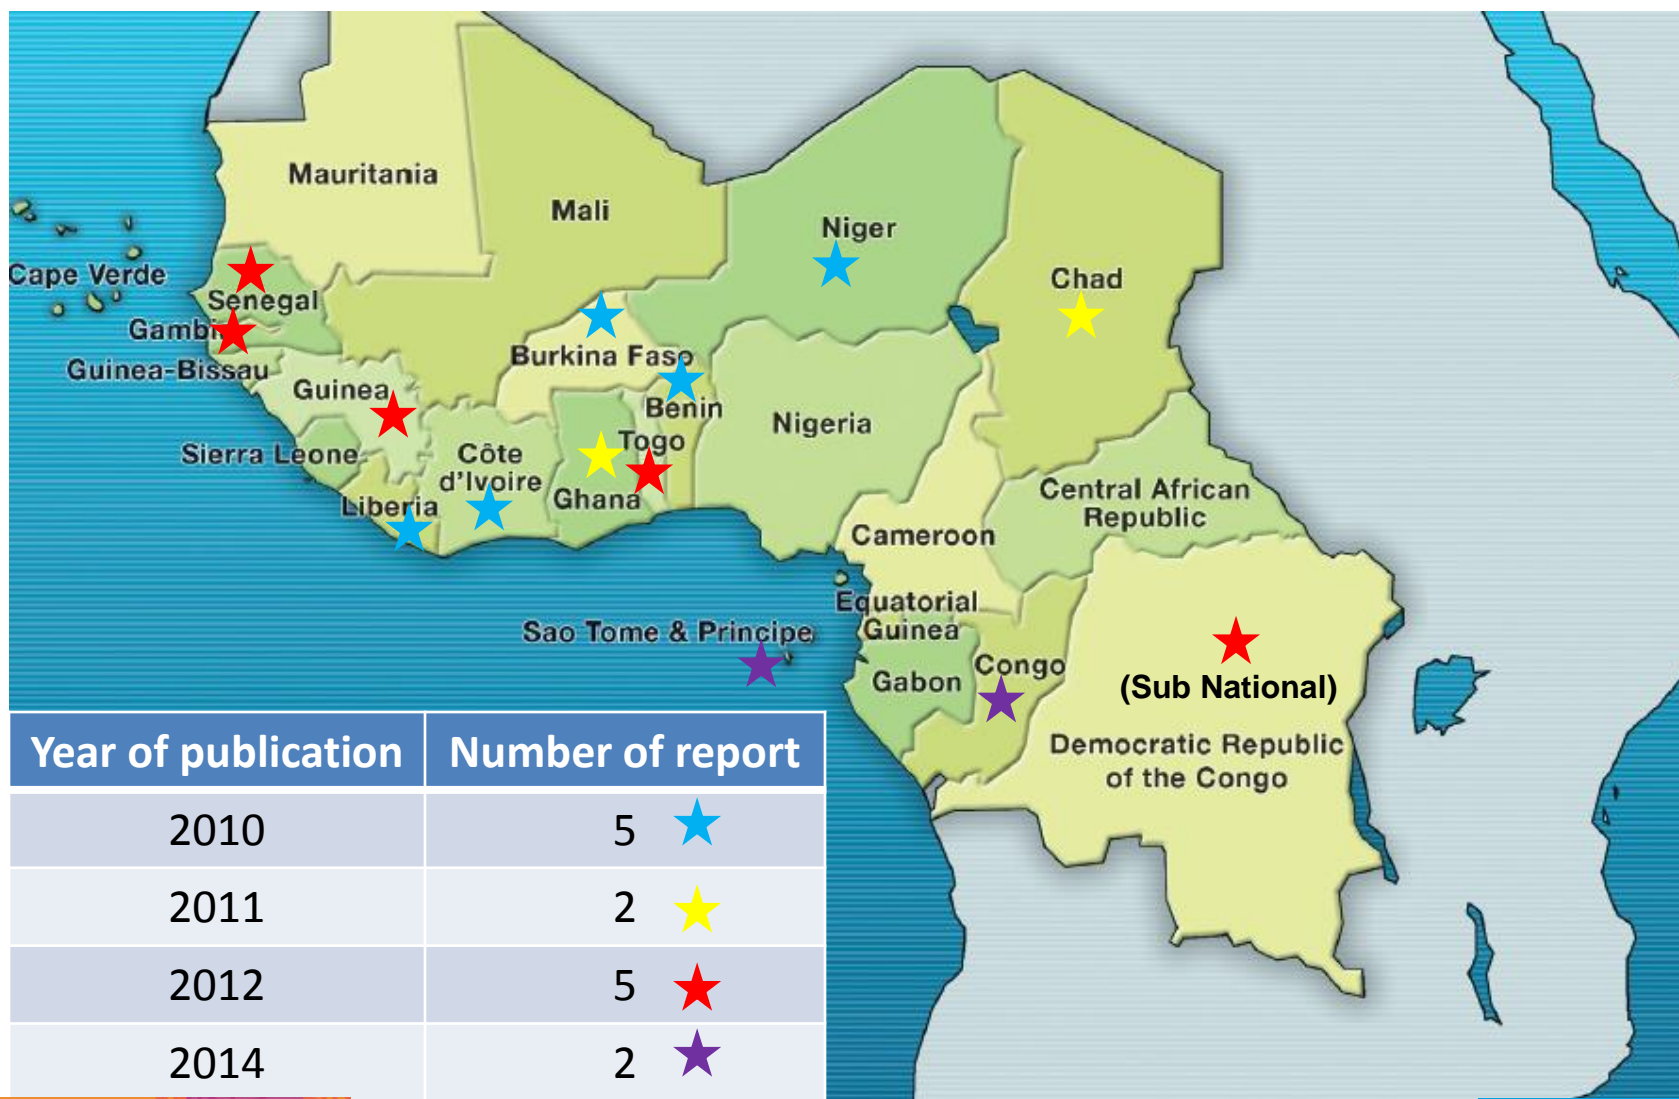 Mauritania
Mali
Niger
Chad
Cape Verde
Senegal
Gambi
Guinea-Bissau
Burkina Faso
Guinea
Benin
Nigeria
Togo
Sierra Leone
Côte
d'Ivoire
Ghana
Liberia
Central African
Republic
Cameroon
Equatorial
Guinea
Sao Tome & Principe
Congo
Gabon
(Sub National)
Democratic Republic
of the Congo
Year of publication Number of report
2010 5
2011 2
2012 5
2014 2